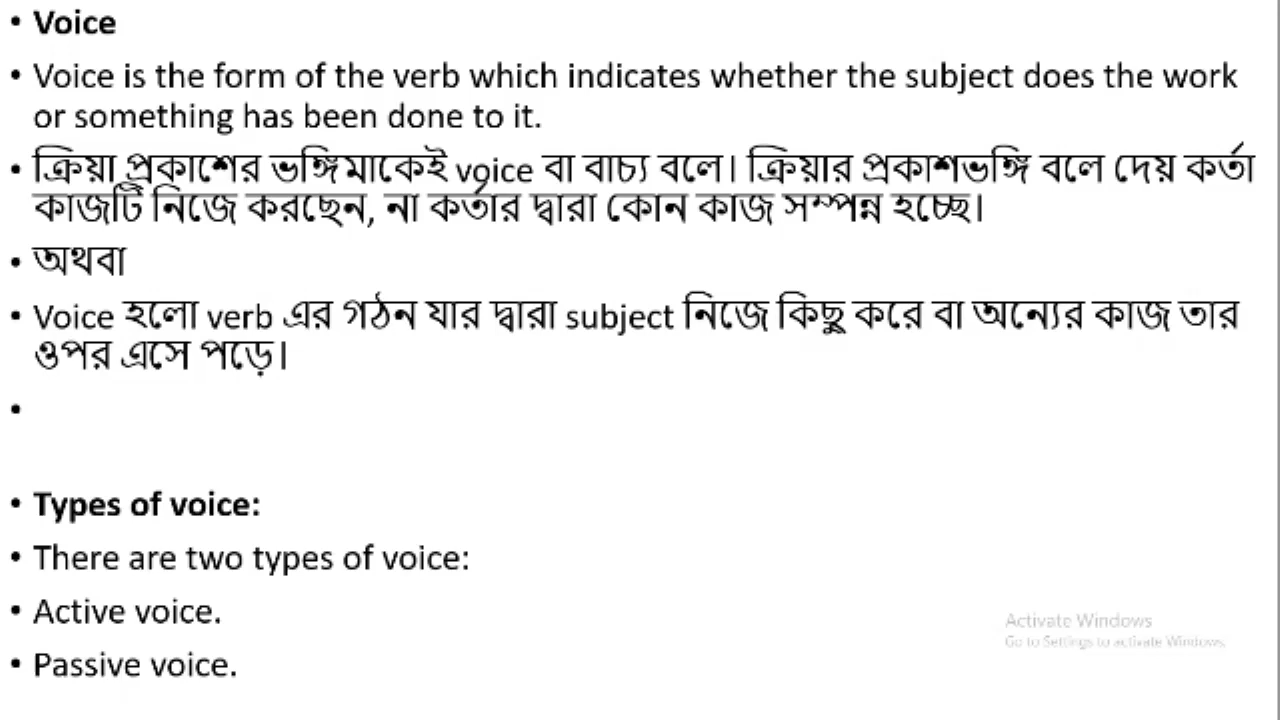 • Voice
• Voice is the form of the verb which indicates whether the subject does the work
or something has been done to it.
• ক্রিয়া প্রকাশের ভঙ্গিমাকেই voice বা বাচ্য বলে। ক্রিয়ার প্রকাশভঙ্গি বলে দেয় কর্তা
কাজটি নিজে করছেন, না কর্তার দ্বারা কোন কাজ সম্পন্ন হচ্ছে।
• অথবা
• Voice হলো verb এর গঠন যার দ্বারা subject নিজে কিছু করে বা অন্যের কাজ তার
ওপর এসে পড়ে।
•
• Types of voice:
• There are two types of voice:
• Active voice.
• Passive voice.
Activate Windows
Go to Settings to activate Windows.